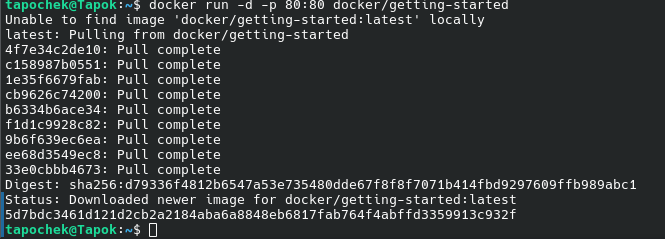 tapochek@Tapok:~$ docker run -d -p 80:80 docker/getting-started
Unable to find image 'docker/getting-started:latest' locally
latest: Pulling from docker/getting-started
4f7e34c2de10: Pull complete
c158987b0551: Pull complete
1e35f6679fab: Pull complete
cb9626c74200: Pull complete
b6334b6ace34: Pull complete
f1d1c9928c82: Pull complete
9b6f639ec6ea: Pull complete
ee68d3549ec8: Pull complete
33e0cbbb4673: Pull complete
Digest: sha256:d79336f4812b6547a53e735480dde67f8f8f7071b414fbd9297609ffb989abc1
Status: Downloaded newer image for docker/getting-started:latest
5d7bdc3461d121d2cb2a2184aba6a8848eb6817fab764f4abffd3359913c932f
tapochek@Tapok:~$